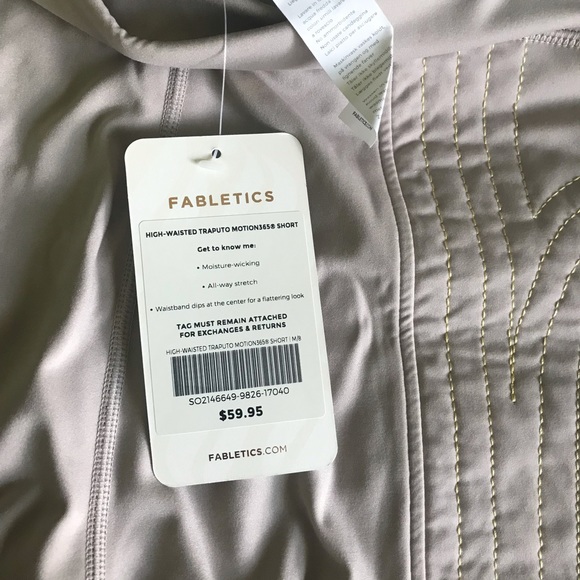 FABLETICS
HIGH-WAISTED TRAPUTO MOTION365® SHORT
Get to know me:
• Moisture-wicking
• All-way stretch
• Waistband dips at the center for a flattering look
TAG MUST REMAIN ATTACHED
FOR EXCHANGES & RETURNS
HIGH-WAISTED TRAPUTO MOTION365® SHORT | M/8
SO2146649-9826-17040
$59.95
FABLETICS.COM